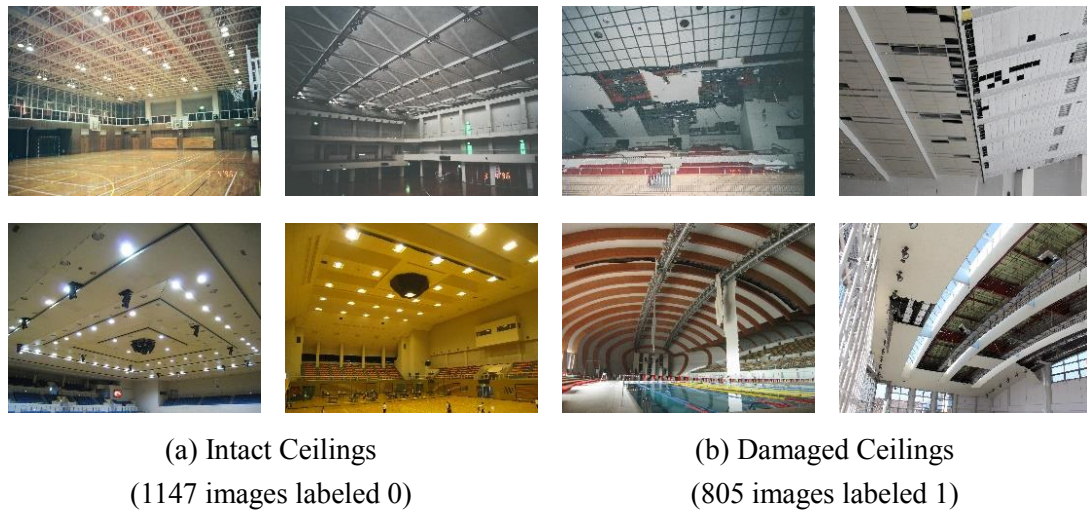 (a) Intact Ceilings
(1147 images labeled 0)
(b) Damaged Ceilings
(805 images labeled 1)